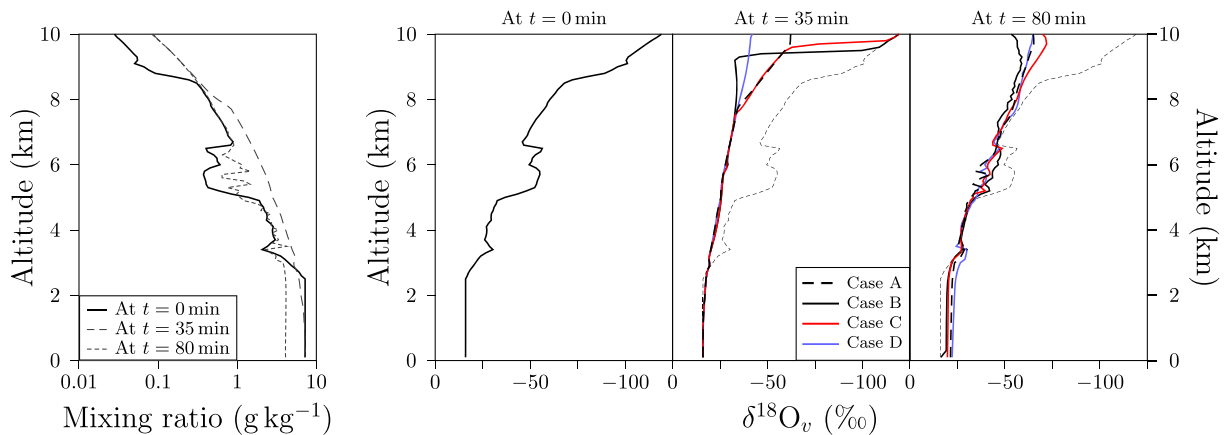 At t = 0 min
At t = 35 min
At t = 80 min
10
8
6
4
2
0
Altitude (km)
At t = 0 min
At t = 35 min
At t = 80 min
0.01
0.1
1
10
Mixing ratio (g kg⁻¹)
10
8
6
4
2
0
Altitude (km)
0
−50
−100
0
−50
−100
0
−50
−100
Case A
Case B
Case C
Case D
δ¹⁸Oᵥ (‰)
10
8
6
4
2
0
Altitude (km)